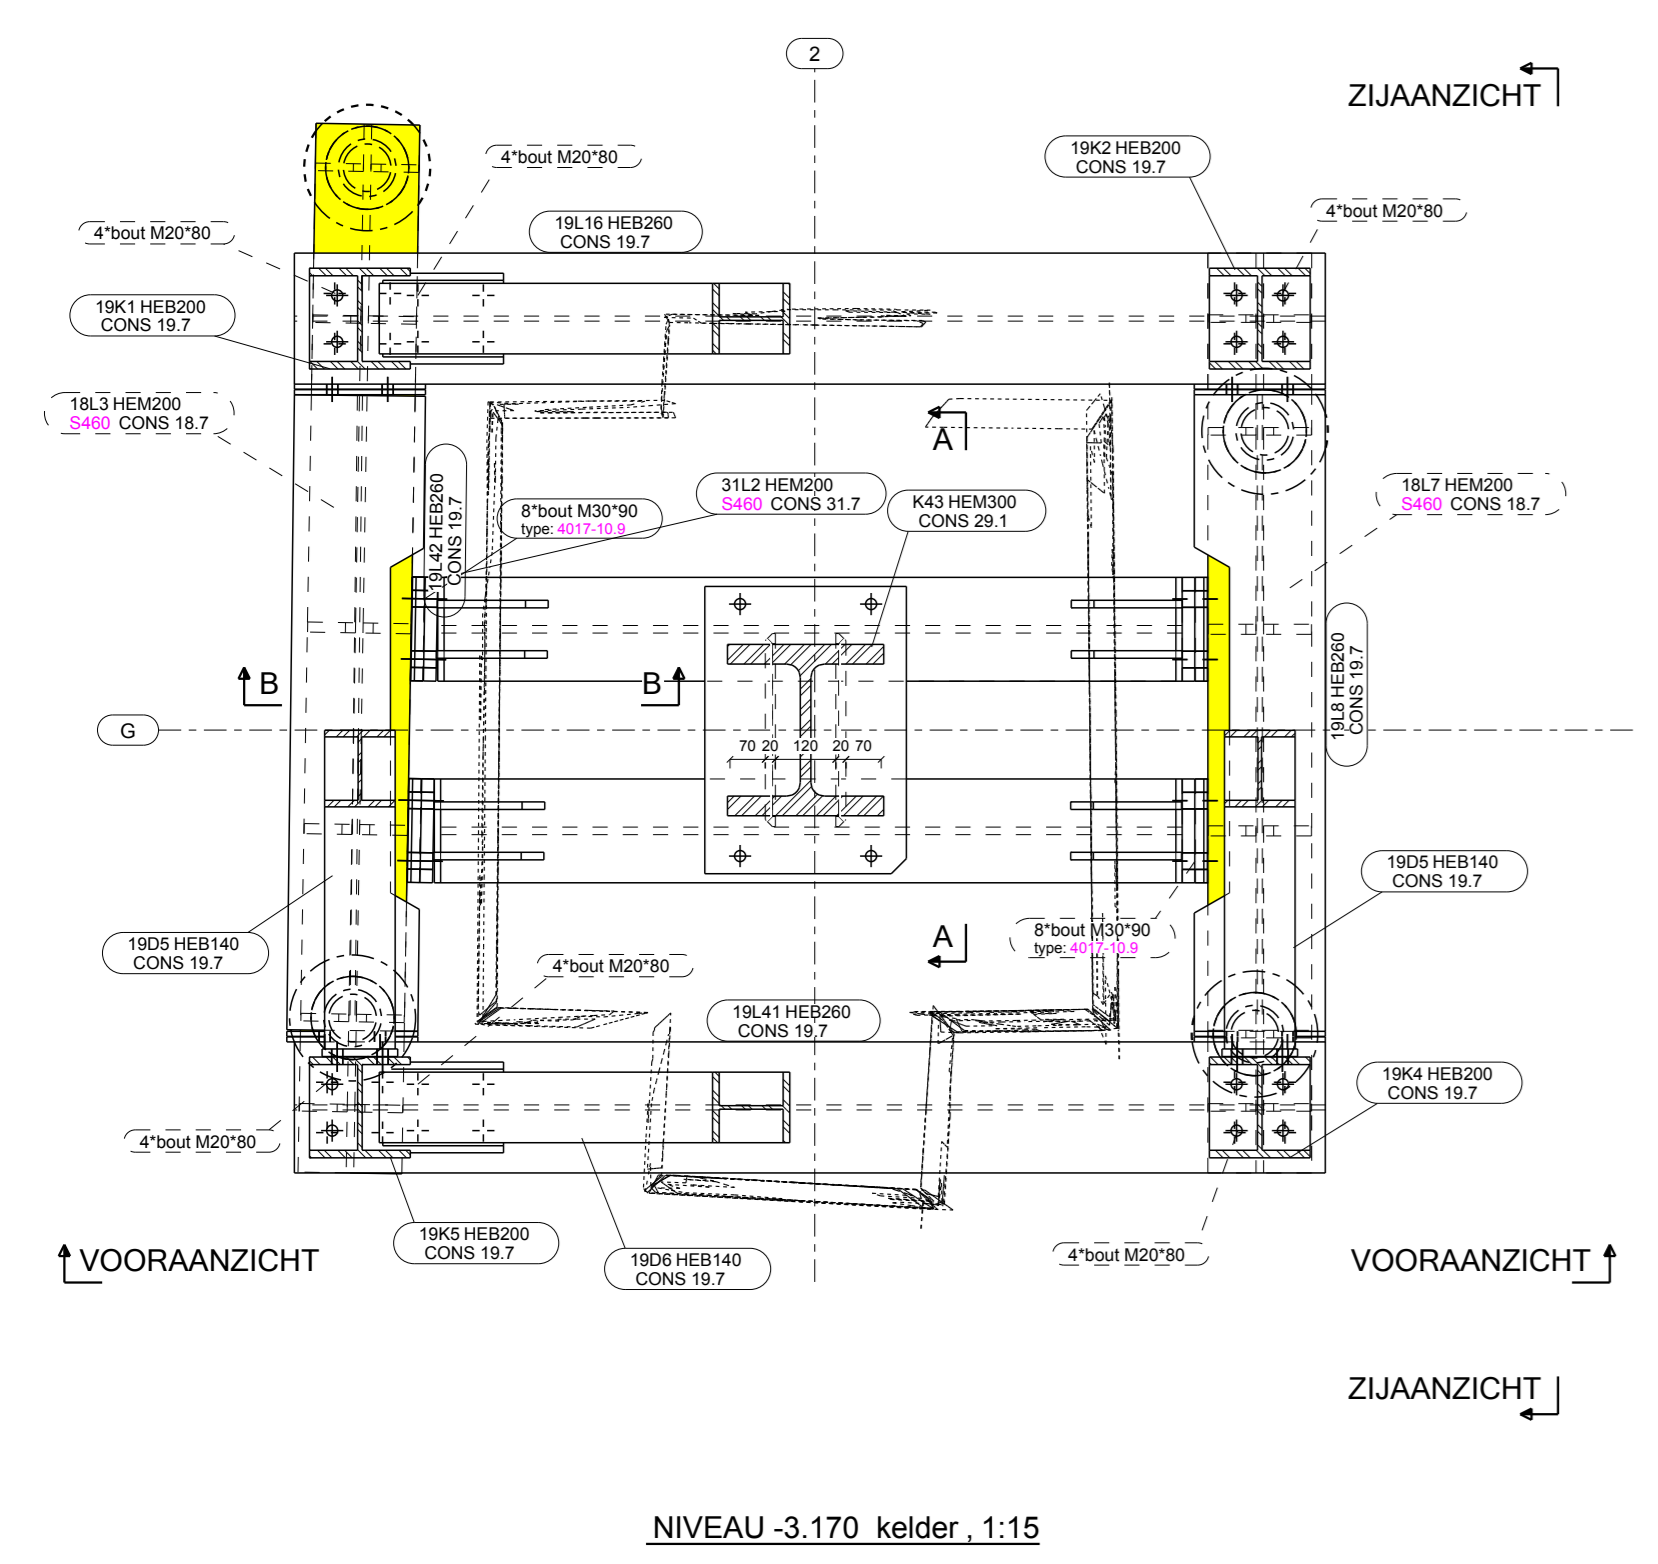 2
ZIJAANZICHT
4*bout M20*80
19K2 HEB200
CONS 19.7
4*bout M20*80
19L16 HEB260
CONS 19.7
4*bout M20*80
19K1 HEB200
CONS 19.7
18L3 HEM200
S460 CONS 18.7
A
19L42 HEB260
CONS 19.7
8*bout M30*90
type: 4017-10.9
31L2 HEM200
S460 CONS 31.7
K43 HEM300
CONS 29.1
18L7 HEM200
S460 CONS 18.7
B
B
19L8 HEB260
CONS 19.7
G
70 20 120 20 70
19D5 HEB140
CONS 19.7
19D5 HEB140
CONS 19.7
A
8*bout M30*90
type: 4017-10.9
4*bout M20*80
19L41 HEB260
CONS 19.7
19K4 HEB200
CONS 19.7
4*bout M20*80
19K5 HEB200
CONS 19.7
19D6 HEB140
CONS 19.7
4*bout M20*80
VOORAANZICHT
VOORAANZICHT
ZIJAANZICHT
NIVEAU -3.170 kelder , 1:15